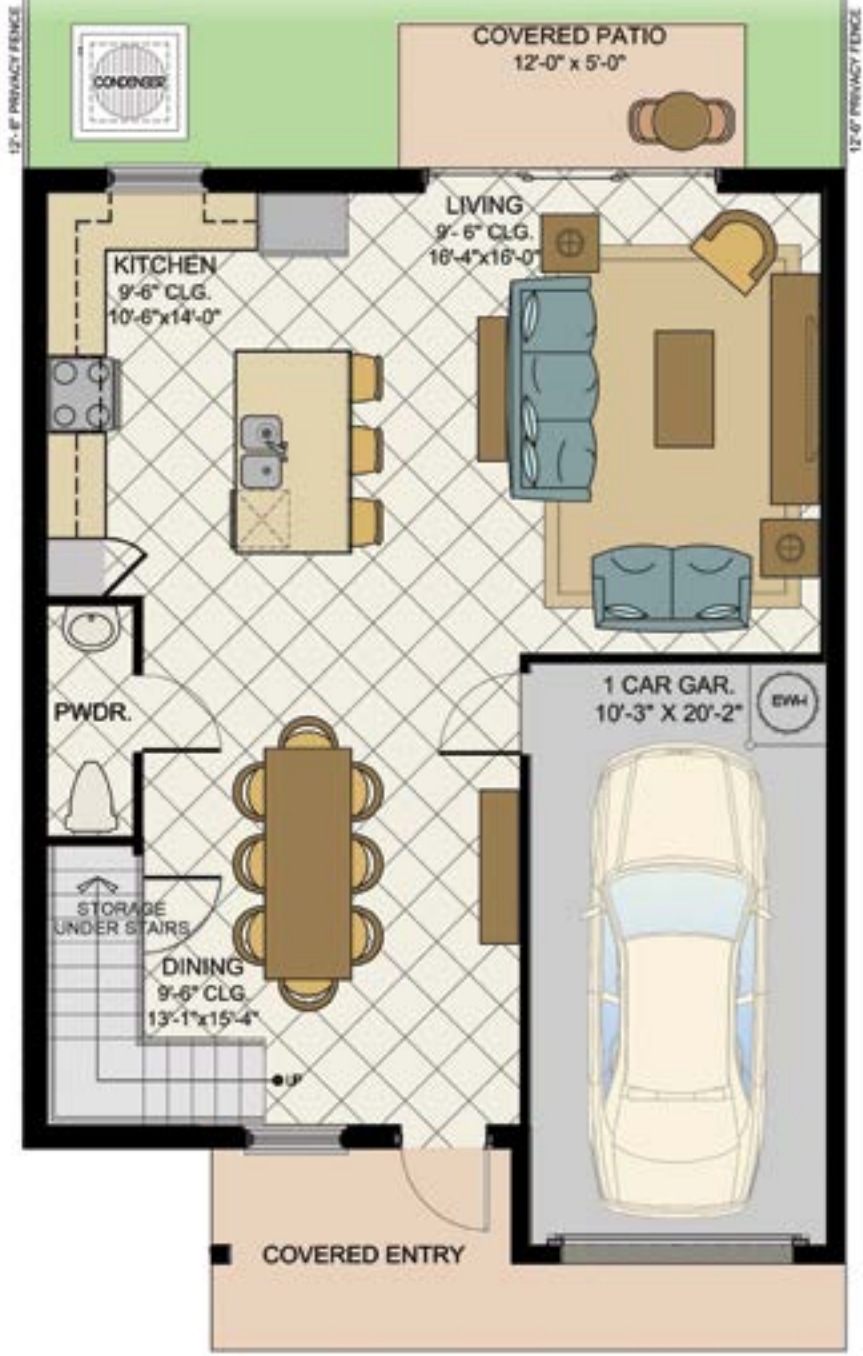 12'-6" PRIVACY FENCE
CONDENSER
COVERED PATIO
12'-0" x 5'-0"
12'-6" PRIVACY FENCE
LIVING
9'- 6" CLG.
16'-4"x16'-0"
KITCHEN
9'-6" CLG.
10'-6"x14'-0"
PWDR.
1 CAR GAR.
10'-3" X 20'-2"
EWH
STORAGE
UNDER STAIRS
DINING
9'-6" CLG
13'-1"x15'-4"
UP
COVERED ENTRY